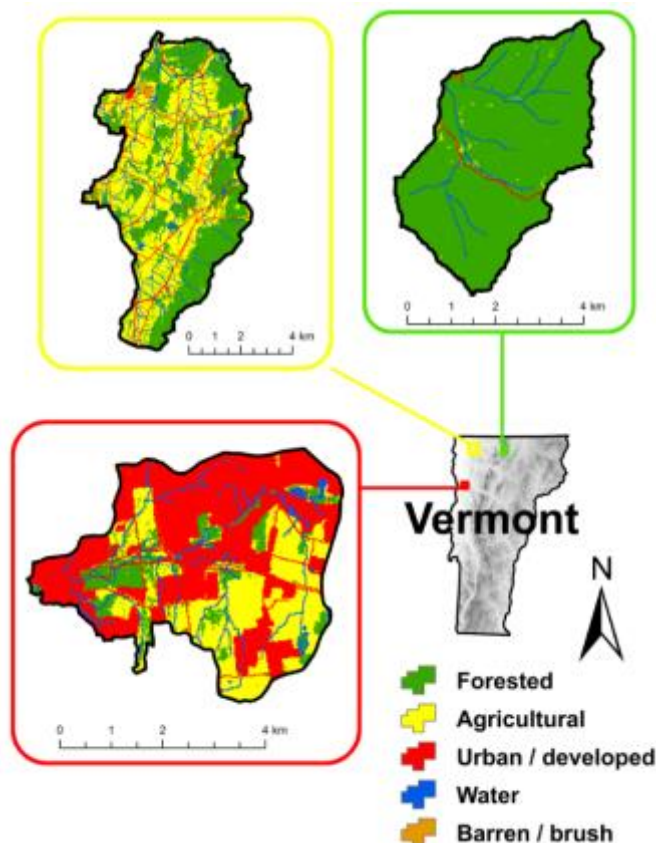 0 2 4 km
0 1 2 4 km
Vermont
N
0 1 2 4 km
Forested
Agricultural
Urban / developed
Water
Barren / brush